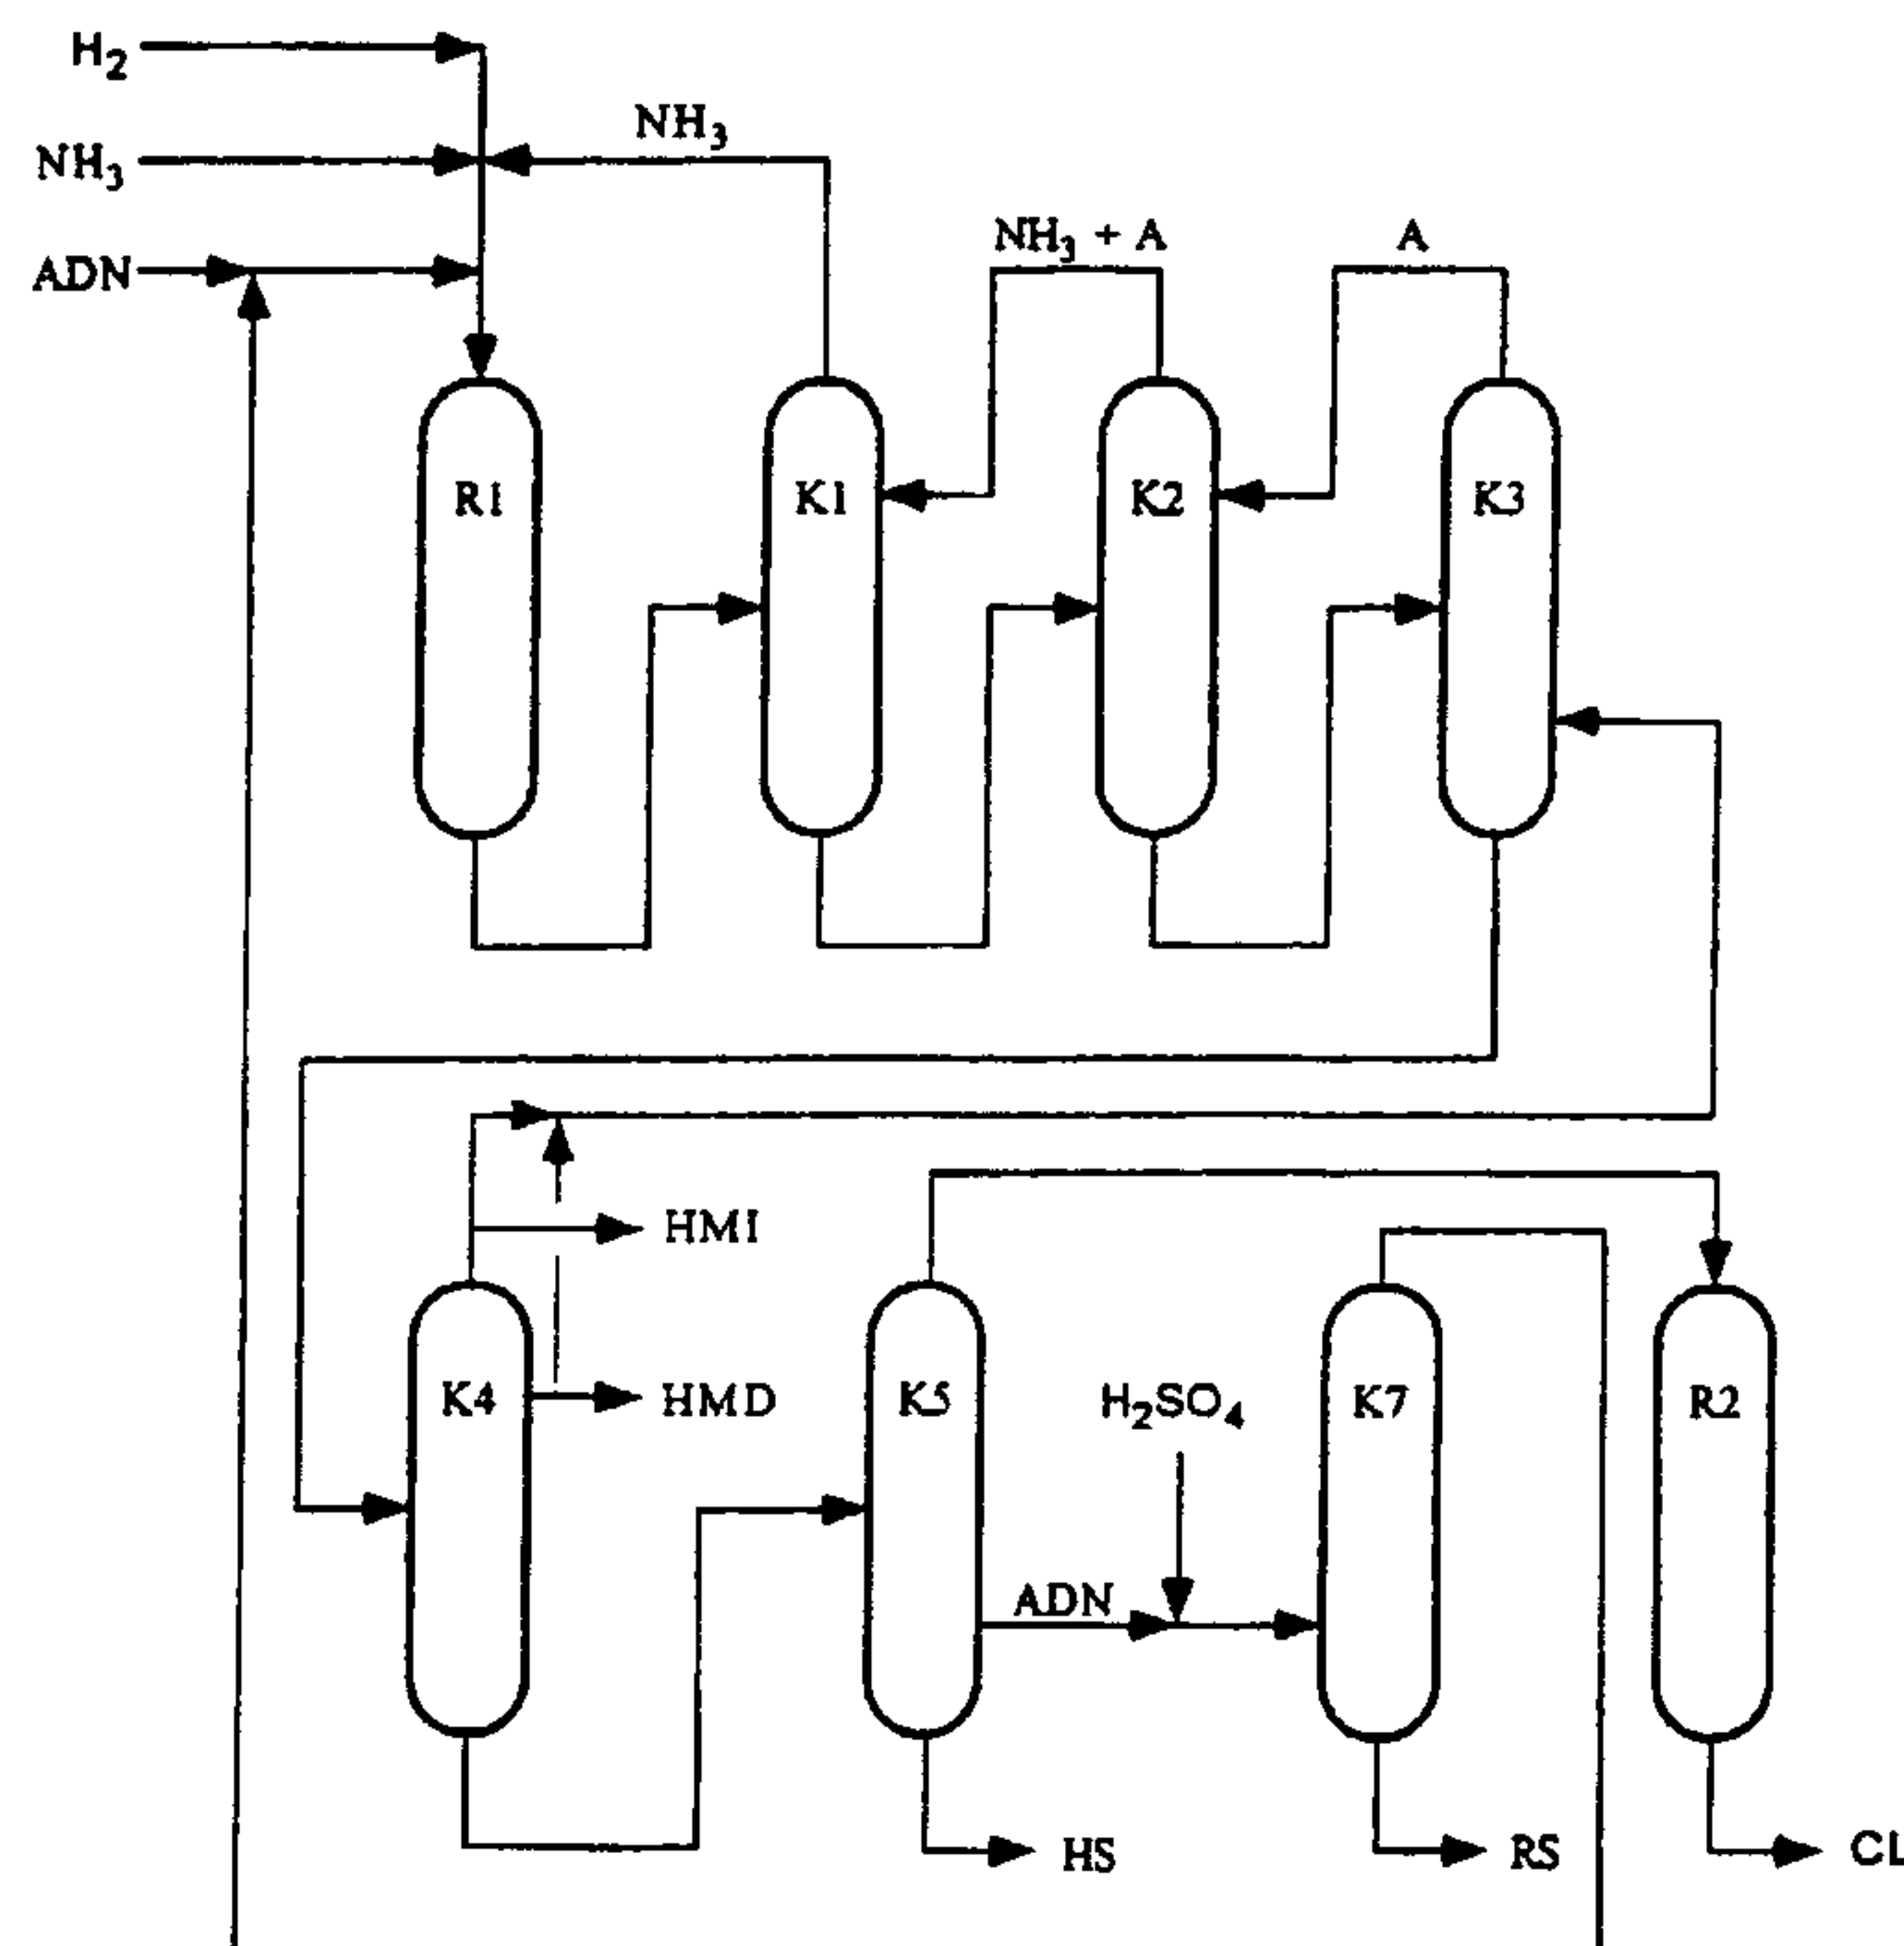 H₂
NH₃
NH₃
NH₃ + A
A
ADN
R1
K1
K2
K3
HMI
K4
HMD
K5
H₂SO₄
K7
R2
ADN
HS
RS
CL